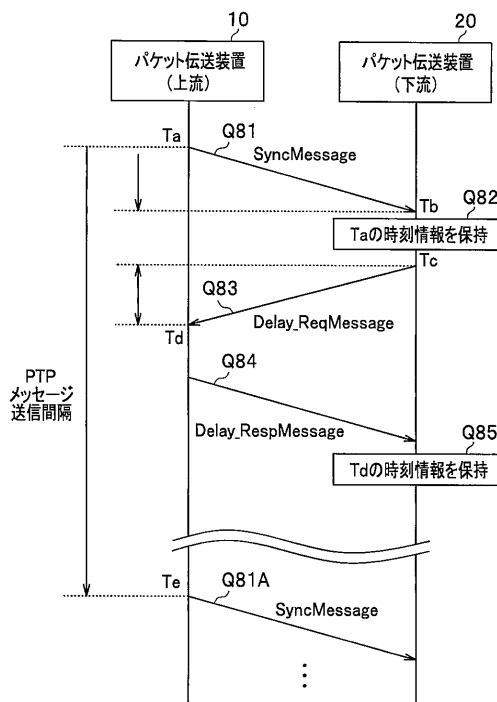 10
20
パケット伝送装置
(上流)
パケット伝送装置
(下流)
Ta
Q81
SyncMessage
Tb
Q82
Taの時刻情報を保持
Tc
Q83
Td
Delay_ReqMessage
Q84
PTP
メッセージ
送信間隔
Delay_RespMessage
Q85
Tdの時刻情報を保持
Te
Q81A
SyncMessage